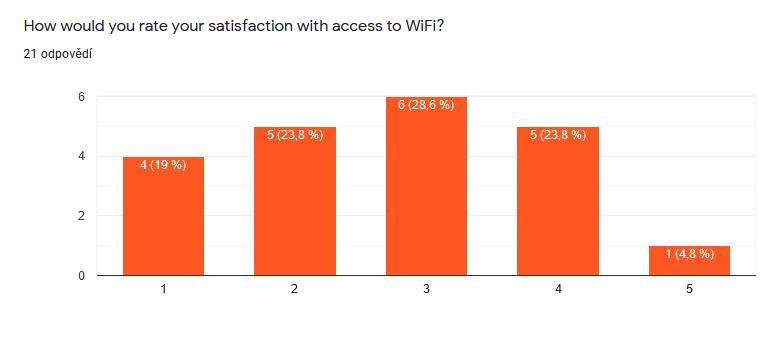 How would you rate your satisfaction with access to WiFi?
21 odpovědí
6
4
2
0
4 (19 %)
5 (23,8 %)
6 (28,6 %)
5 (23,8 %)
1 (4,8 %)
1 2 3 4 5